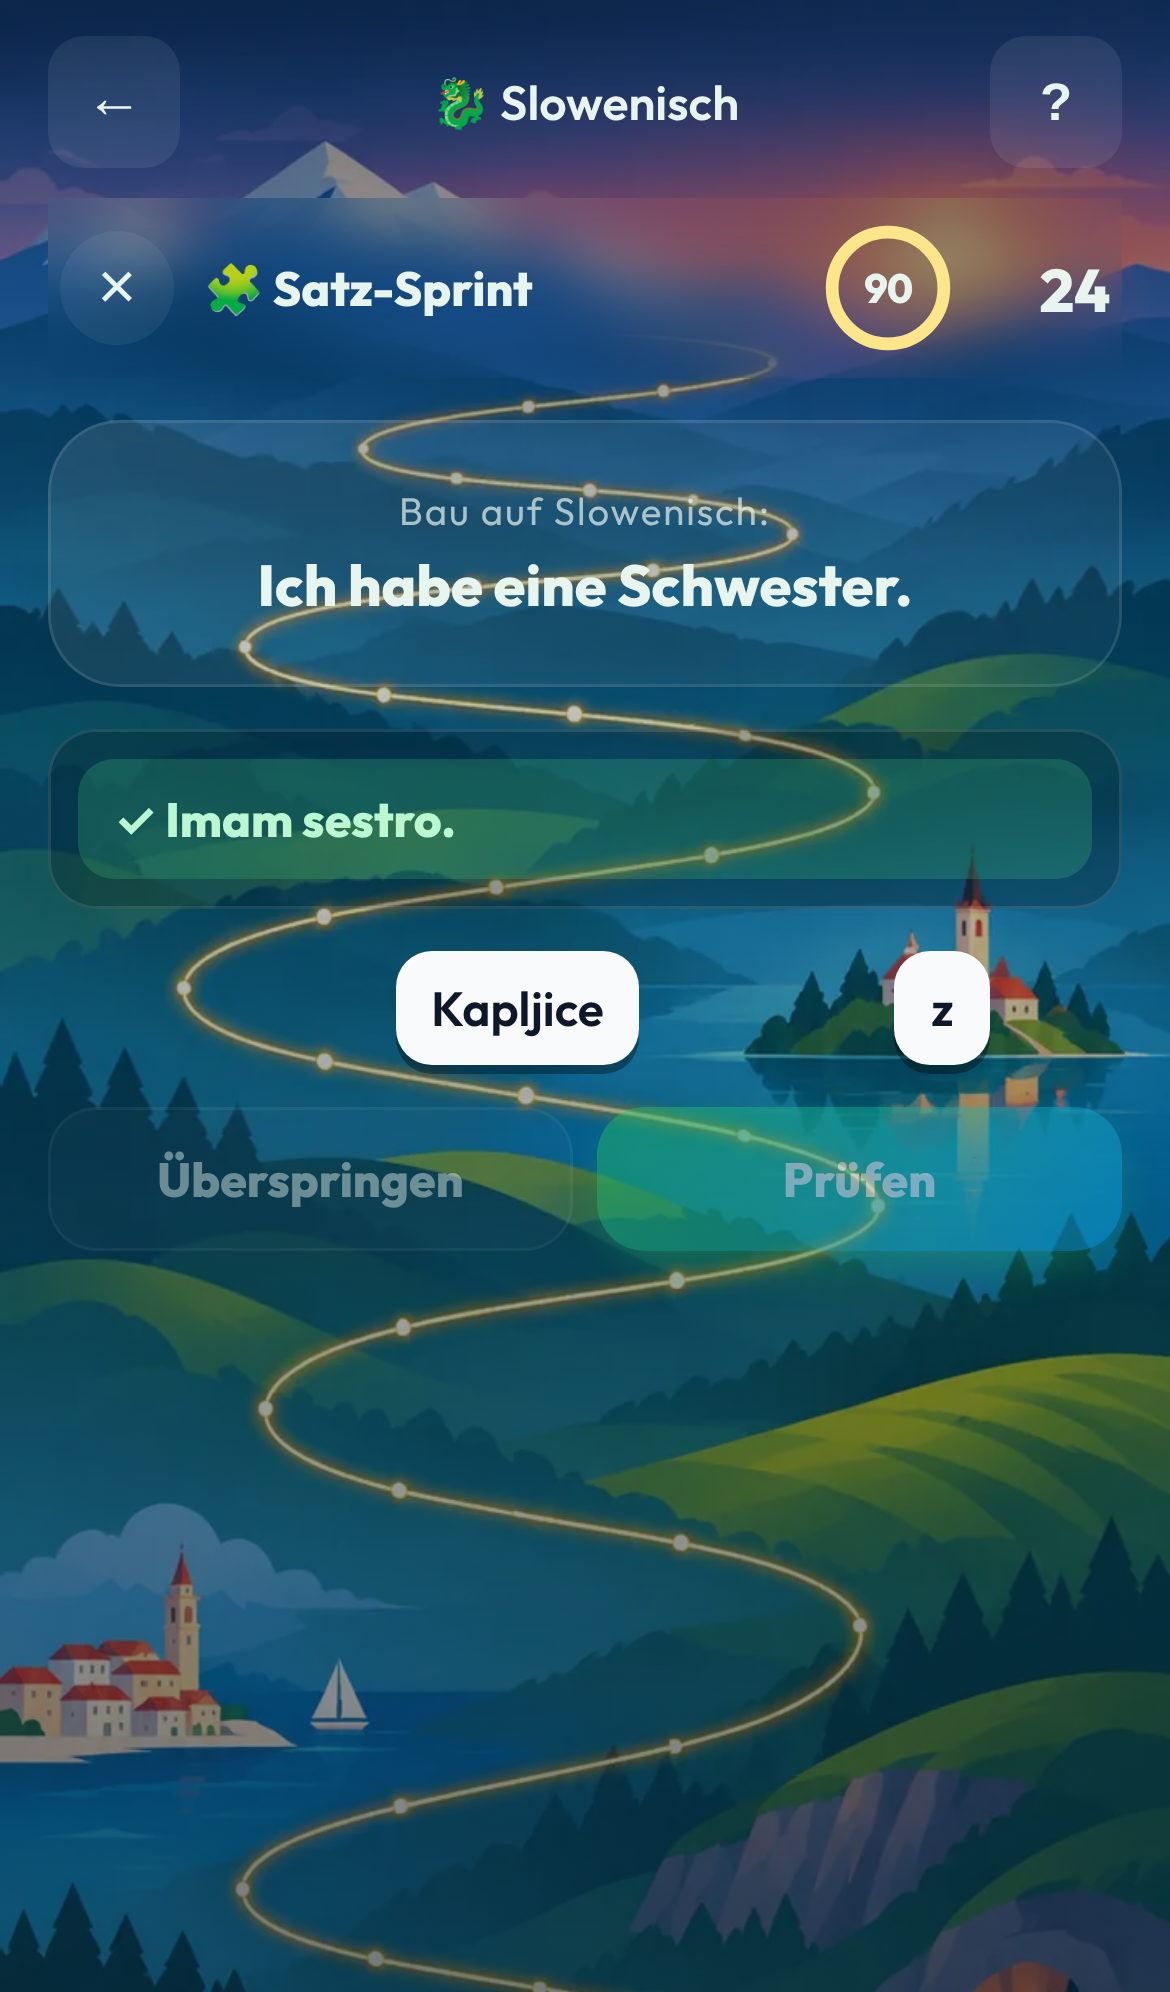 ←
🐉 Slowenisch
?
✕
🧩 Satz-Sprint
90
24
Bau auf Slowenisch:
Ich habe eine Schwester.
✓ Imam sestro.
Kapljice
z
Überspringen
Prüfen